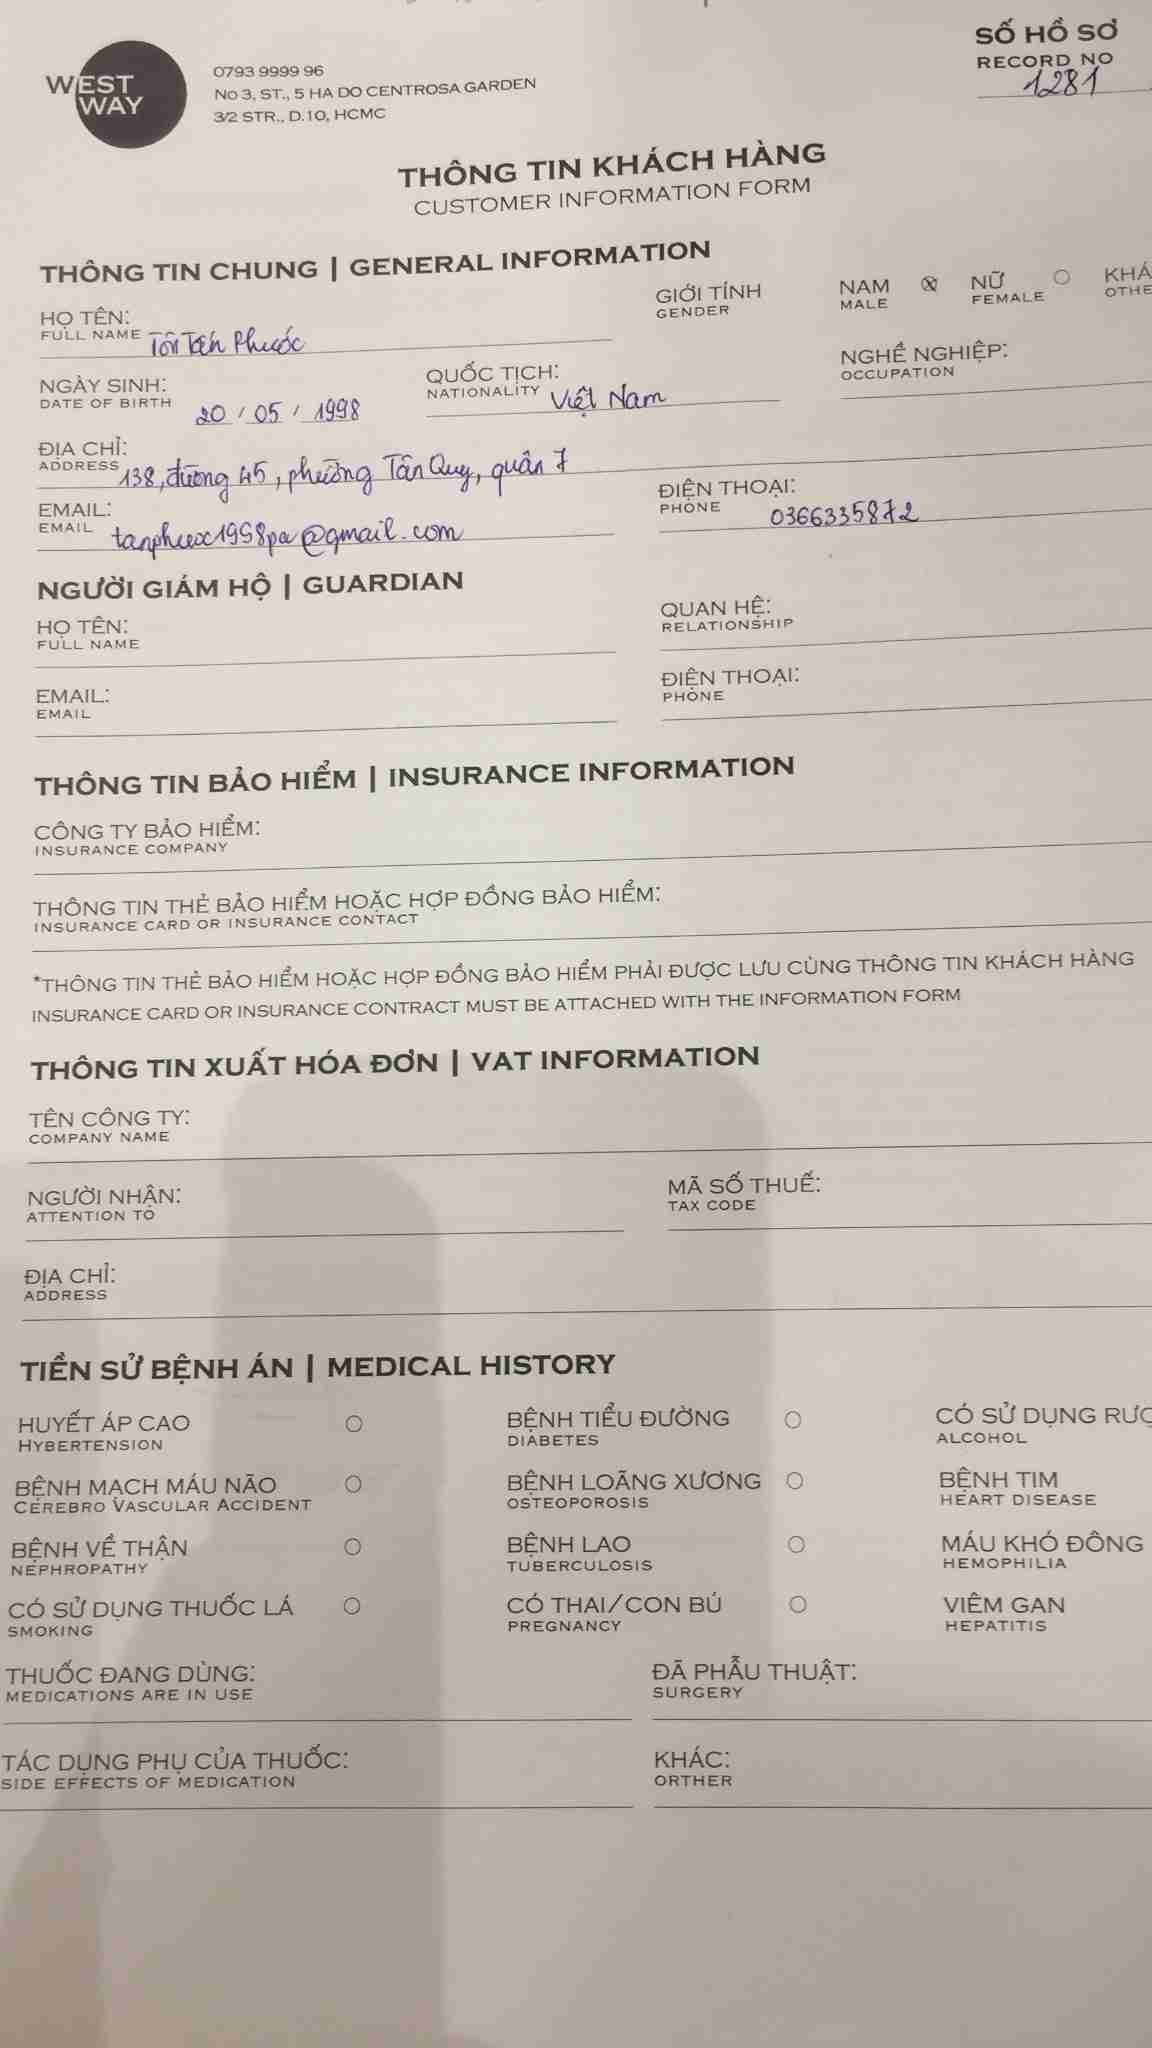 SỐ HỒ SƠ
RECORD NO
1281
WEST
WAY
0793 9999 96
NO 3, ST., 5 HA DO CENTROSA GARDEN
3/2 STR., D.10, HCMC
THÔNG TIN KHÁCH HÀNG
CUSTOMER INFORMATION FORM
THÔNG TIN CHUNG | GENERAL INFORMATION
HỌ TÊN: Tôn Tấn Phước
FULL NAME
GIỚI TÍNH NAM ⊗ NỮ ○ KHÁ
GENDER MALE FEMALE OTHE
NGÀY SINH: 20 / 05 / 1998
DATE OF BIRTH
QUỐC TỊCH: Việt Nam
NATIONALITY
NGHỀ NGHIỆP:
OCCUPATION
ĐỊA CHỈ: 138, đường 45, phường Tân Quy, quận 7
ADDRESS
EMAIL: tanphuoc1998pa@gmail.com
EMAIL
ĐIỆN THOẠI: 0366335872
PHONE
NGƯỜI GIÁM HỘ | GUARDIAN
HỌ TÊN:
FULL NAME
QUAN HỆ:
RELATIONSHIP
EMAIL:
EMAIL
ĐIỆN THOẠI:
PHONE
THÔNG TIN BẢO HIỂM | INSURANCE INFORMATION
CÔNG TY BẢO HIỂM:
INSURANCE COMPANY
THÔNG TIN THẺ BẢO HIỂM HOẶC HỢP ĐỒNG BẢO HIỂM:
INSURANCE CARD OR INSURANCE CONTACT
*THÔNG TIN THẺ BẢO HIỂM HOẶC HỢP ĐỒNG BẢO HIỂM PHẢI ĐƯỢC LƯU CÙNG THÔNG TIN KHÁCH HÀNG
INSURANCE CARD OR INSURANCE CONTRACT MUST BE ATTACHED WITH THE INFORMATION FORM
THÔNG TIN XUẤT HÓA ĐƠN | VAT INFORMATION
TÊN CÔNG TY:
COMPANY NAME
NGƯỜI NHẬN:
ATTENTION TO
MÃ SỐ THUẾ:
TAX CODE
ĐỊA CHỈ:
ADDRESS
TIỀN SỬ BỆNH ÁN | MEDICAL HISTORY
HUYẾT ÁP CAO ○ BỆNH TIỂU ĐƯỜNG ○ CÓ SỬ DỤNG RƯỢ
HYBERTENSION DIABETES ALCOHOL
BỆNH MẠCH MÁU NÃO ○ BỆNH LOÃNG XƯƠNG ○ BỆNH TIM
CEREBRO VASCULAR ACCIDENT OSTEOPOROSIS HEART DISEASE
BỆNH VỀ THẬN ○ BỆNH LAO ○ MÁU KHÓ ĐÔNG
NEPHROPATHY TUBERCULOSIS HEMOPHILIA
CÓ SỬ DỤNG THUỐC LÁ ○ CÓ THAI/CON BÚ ○ VIÊM GAN
SMOKING PREGNANCY HEPATITIS
THUỐC ĐANG DÙNG: ĐÃ PHẪU THUẬT:
MEDICATIONS ARE IN USE SURGERY
TÁC DỤNG PHỤ CỦA THUỐC: KHÁC:
SIDE EFFECTS OF MEDICATION ORTHER